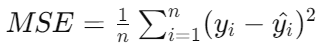 MSE = \frac{1}{n} \sum_{i=1}^{n} (y_i - \hat{y}_i)^2